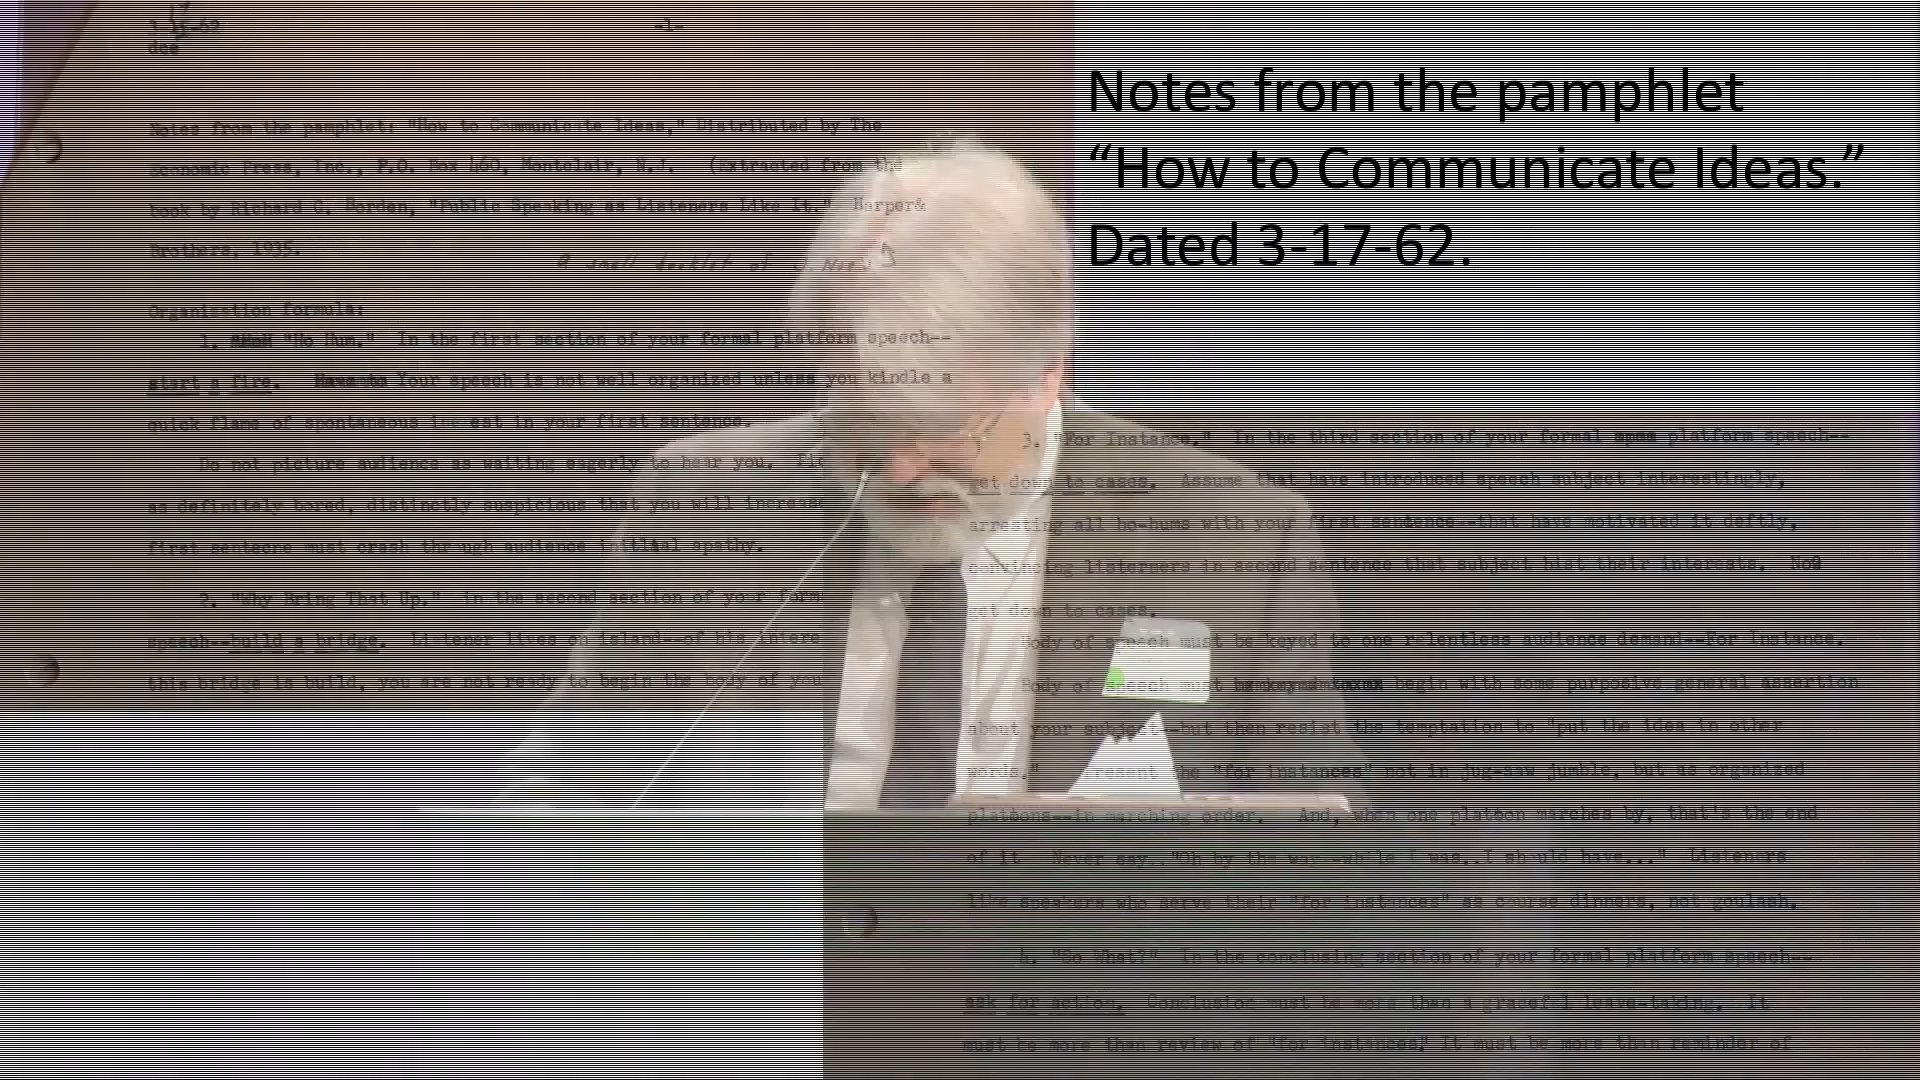 -1-
dee
Notes from the pamphlet: "How to Communicate Ideas," Distributed by The
Economic Press, Inc., P.O. Box 460, Montclair, N.J. (Extracted from the
book by Richard C. Borden, "Public Speaking as Listeners Like It." Harper&
Brothers, 1935.
a small booklet of
Organization formula:
1. "Ho Hum." In the first section of your formal platform speech--
start a fire. Your speech is not well organized unless you kindle a
quick flame of spontaneous in your first sentence.
Do not picture audience as waiting eagerly to hear you.
as definitely bored, distinctly suspicious that you will increase
first sentecne must crash through audience apathy.
2. "Why Bring That Up." in the second section of your
speech--build a bridge. Listener lives on island--of his
this bridge is build, you are not ready to begin the body of
Notes from the pamphlet
“How to Communicate Ideas.”
Dated 3-17-62.
3. "For Instance." In the third section of your formal platform speech--
get down to cases. Assume that have introduced speech subject interestingly,
arresting all ho-hums with your first sentence--that have motivated it deftly,
convincing in second sentence that subject their interests. Now
get down to cases.
Body of speech must be keyed to one relentless audience demand--For Instance.
Body of speech must begin with some purposive general assertion
about your subject--but then resist the temptation to "put the idea in other
words." Present the "for instances" not in jumble, but as organized
platoons--in marching order. And, when one platoon marches by, that's the end
of it Never say.."Oh by the way -while I was..I should have..." Listeners
like speakers who serve their "for instances" as course dinners, not goulash.
4. "So What?" In the section of your formal platform speech--
ask for action. Conclusion must be more than a graceful leave-taking. It
must be more than review of "for instances" It must be more than reminder of